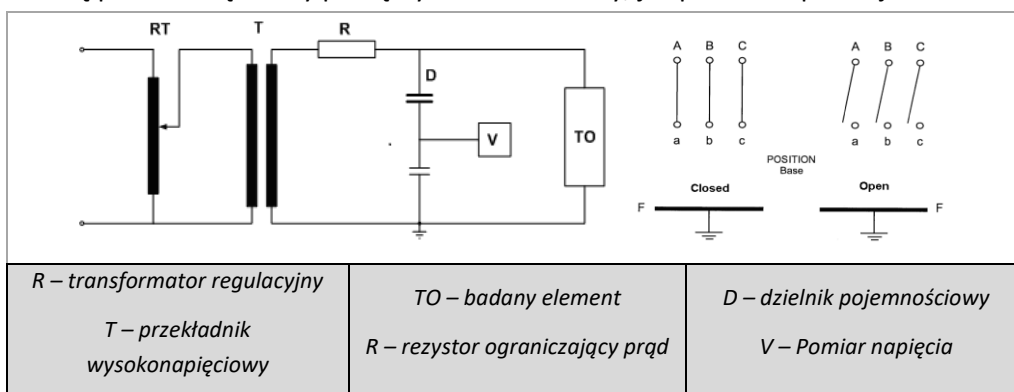 RT T R
D
V
TO
A B C
a b c
A B C
a b c
POSITION
Base
Closed
Open
F
F
R – transformator regulacyjny
T – przekładnik
wysokonapięciowy
TO – badany element
R – rezystor ograniczający prąd
D – dzielnik pojemnościowy
V – Pomiar napięcia